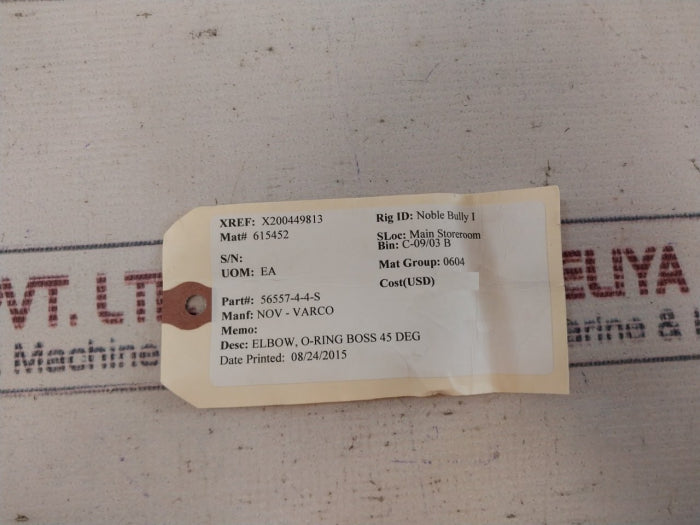 XREF: X200449813
Mat# 615452
S/N:
UOM: EA
Part#: 56557-4-4-S
Manf: NOV - VARCO
Memo:
Desc: ELBOW, O-RING BOSS 45 DEG
Date Printed: 08/24/2015
Rig ID: Noble Bully I
SLoc: Main Storeroom
Bin: C-09/03 B
Mat Group: 0604
Cost(USD)
VT. LT
Machine
ELIYA
arine &